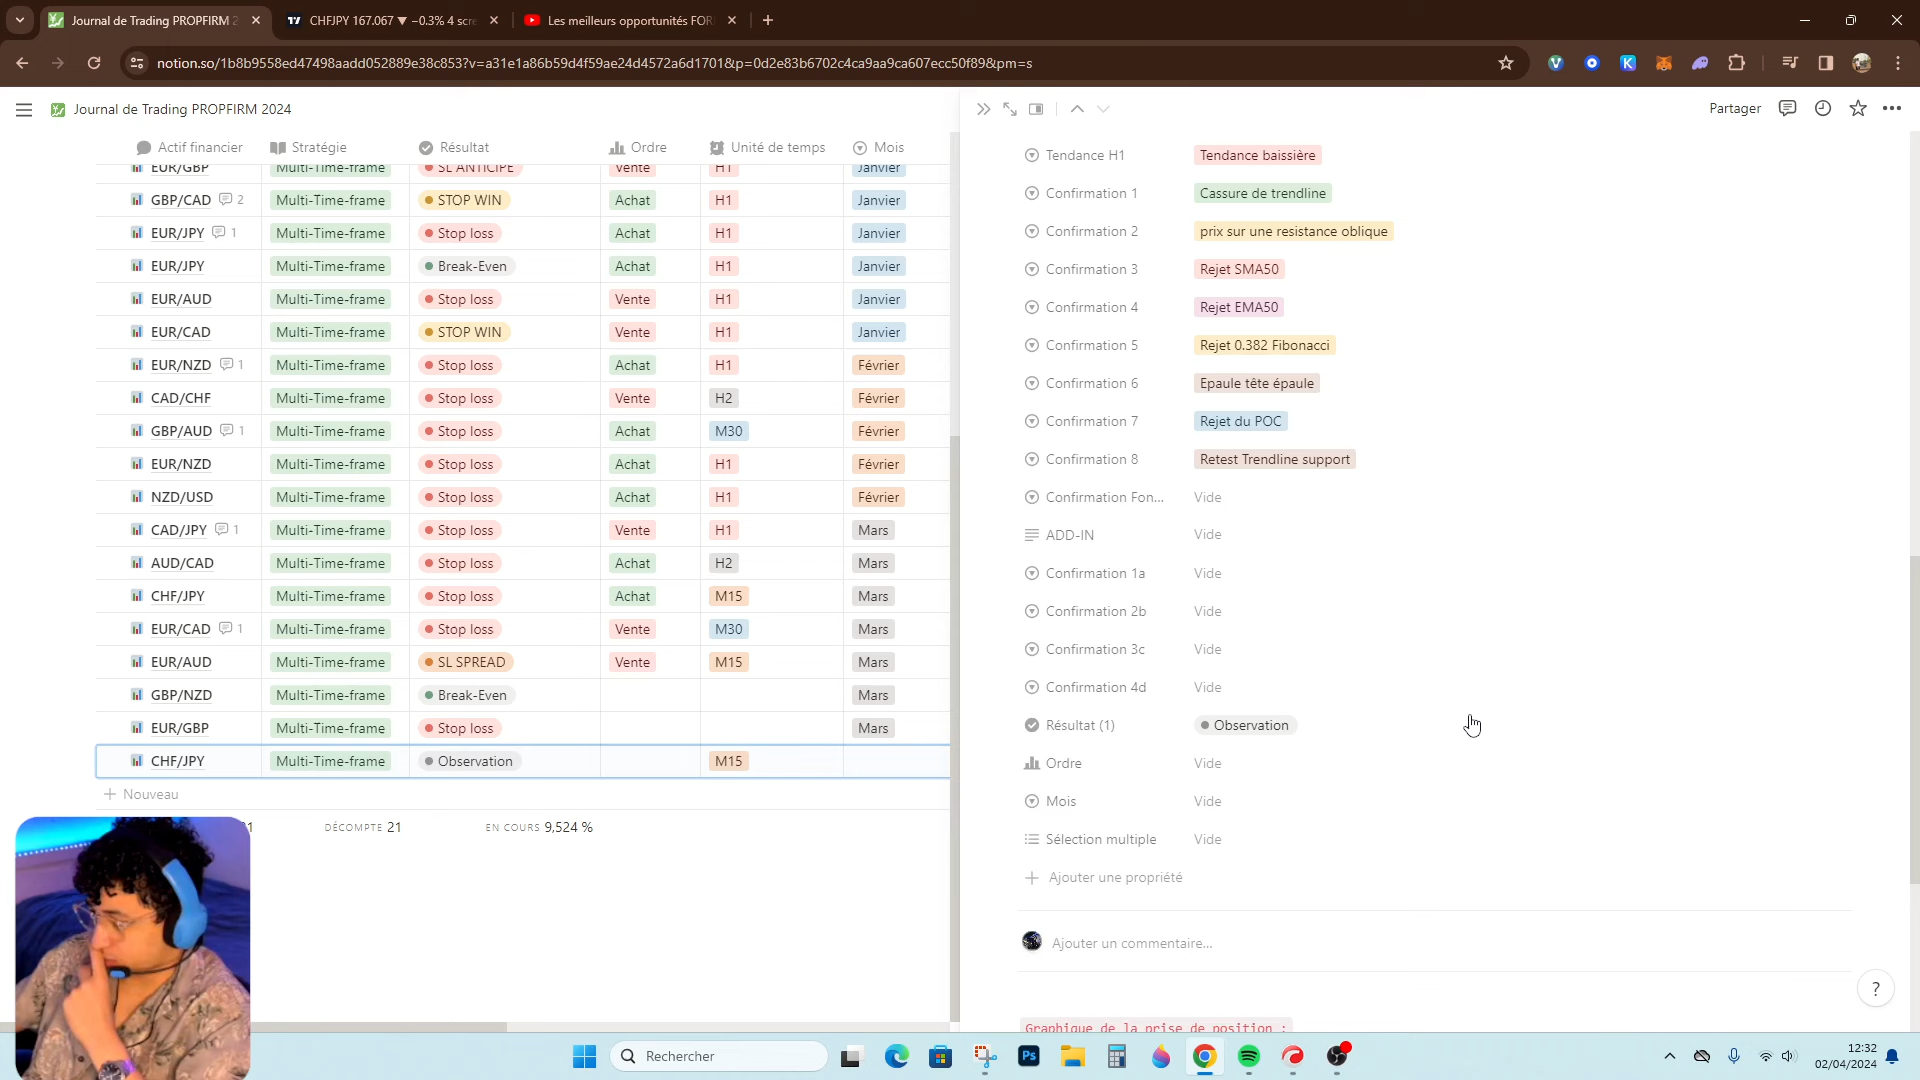 Journal de Trading PROPFIRM 2
CHFJPY 167.067 ▼ −0.3% 4 scre
Les meilleurs opportunités FOR
notion.so/1b8b9558ed47498aadd052889e38c853?v=a31e1a86b59d4f59ae24d4572a6d1701&p=0d2e83b6702c4ca9aa9ca607ecc50f89&pm=s
Journal de Trading PROPFIRM 2024
Partager
Actif financier Stratégie Résultat Ordre Unité de temps Mois
EUR/GBP Multi-Time-frame SL ANTICIPE Vente H1 Janvier
GBP/CAD 2 Multi-Time-frame STOP WIN Achat H1 Janvier
EUR/JPY 1 Multi-Time-frame Stop loss Achat H1 Janvier
EUR/JPY Multi-Time-frame Break-Even Achat H1 Janvier
EUR/AUD Multi-Time-frame Stop loss Vente H1 Janvier
EUR/CAD Multi-Time-frame STOP WIN Vente H1 Janvier
EUR/NZD 1 Multi-Time-frame Stop loss Achat H1 Février
CAD/CHF Multi-Time-frame Stop loss Vente H2 Février
GBP/AUD 1 Multi-Time-frame Stop loss Achat M30 Février
EUR/NZD Multi-Time-frame Stop loss Achat H1 Février
NZD/USD Multi-Time-frame Stop loss Achat H1 Février
CAD/JPY 1 Multi-Time-frame Stop loss Vente H1 Mars
AUD/CAD Multi-Time-frame Stop loss Achat H2 Mars
CHF/JPY Multi-Time-frame Stop loss Achat M15 Mars
EUR/CAD 1 Multi-Time-frame Stop loss Vente M30 Mars
EUR/AUD Multi-Time-frame SL SPREAD Vente M15 Mars
GBP/NZD Multi-Time-frame Break-Even Mars
EUR/GBP Multi-Time-frame Stop loss Mars
CHF/JPY Multi-Time-frame Observation M15
Nouveau
DÉCOMPTE 21 EN COURS 9,524 %
Tendance H1 Tendance baissière
Confirmation 1 Cassure de trendline
Confirmation 2 prix sur une resistance oblique
Confirmation 3 Rejet SMA50
Confirmation 4 Rejet EMA50
Confirmation 5 Rejet 0.382 Fibonacci
Confirmation 6 Epaule tête épaule
Confirmation 7 Rejet du POC
Confirmation 8 Retest Trendline support
Confirmation Fon... Vide
ADD-IN Vide
Confirmation 1a Vide
Confirmation 2b Vide
Confirmation 3c Vide
Confirmation 4d Vide
Résultat (1) Observation
Ordre Vide
Mois Vide
Sélection multiple Vide
Ajouter une propriété
Ajouter un commentaire...
?
Graphique de la prise de position :
Rechercher
Ps
12:32
02/04/2024